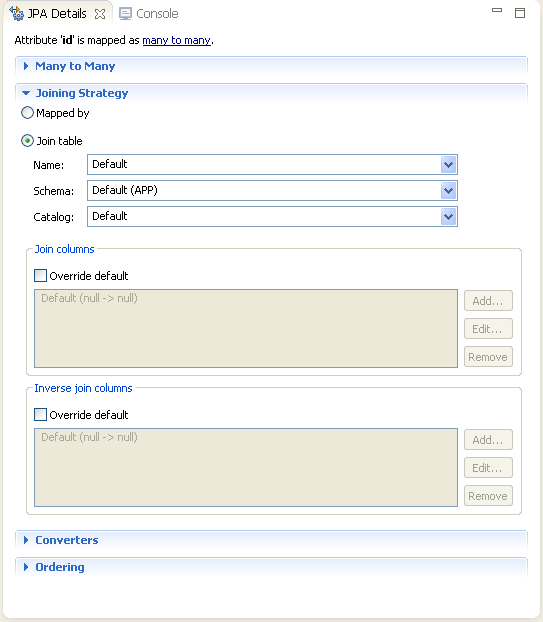 JPA Details Console
Attribute 'id' is mapped as many to many.
Many to Many
Joining Strategy
Mapped by
Join table
Name: Default
Schema: Default (APP)
Catalog: Default
Join columns
Override default
Default (null -> null)
Add...
Edit...
Remove
Inverse join columns
Override default
Default (null -> null)
Add...
Edit...
Remove
Converters
Ordering